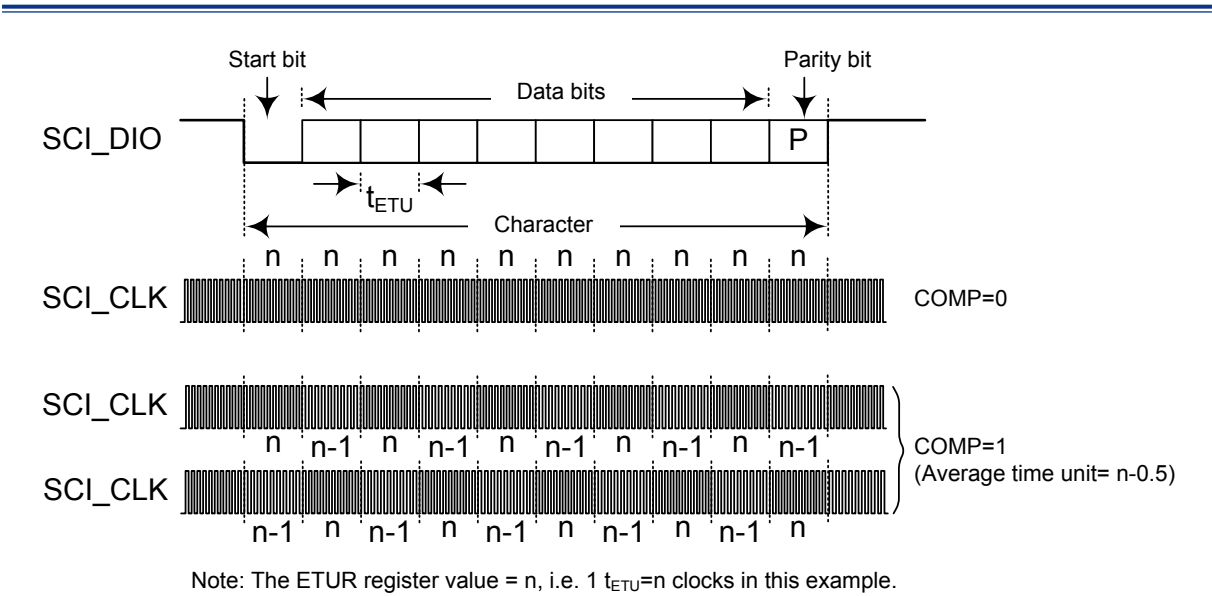 Start bit
Parity bit
Data bits
SCI_DIO
P
tETU
Character
n n n n n n n n n n
SCI_CLK
COMP=0
SCI_CLK
n n-1 n n-1 n n-1 n n-1 n n-1
COMP=1
(Average time unit= n-0.5)
SCI_CLK
n-1 n n-1 n n-1 n n-1 n n-1 n
Note: The ETUR register value = n, i.e. 1 tETU=n clocks in this example.